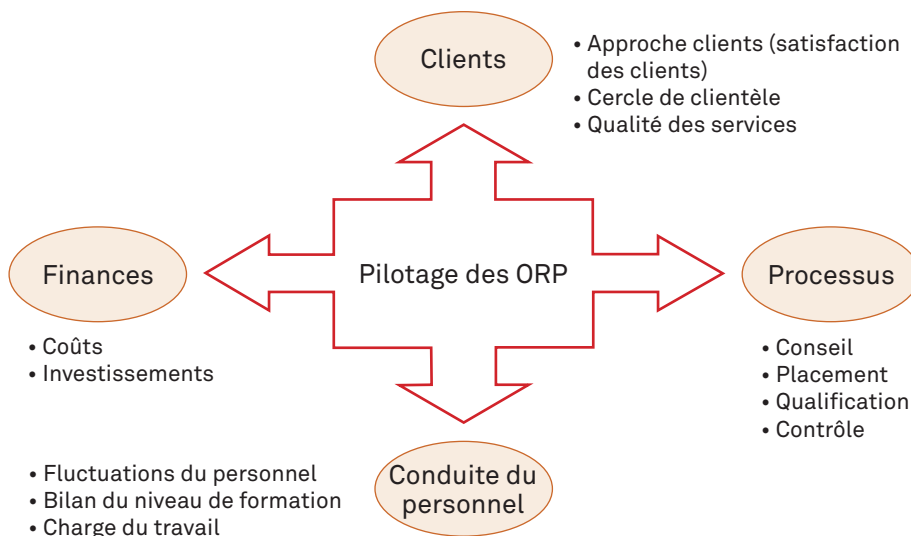 Clients
• Approche clients (satisfaction
des clients)
• Cercle de clientèle
• Qualité des services
Finances
Pilotage des ORP
Processus
• Coûts
• Investissements
• Conseil
• Placement
• Qualification
• Contrôle
• Fluctuations du personnel
• Bilan du niveau de formation
• Charge du travail
Conduite du
personnel